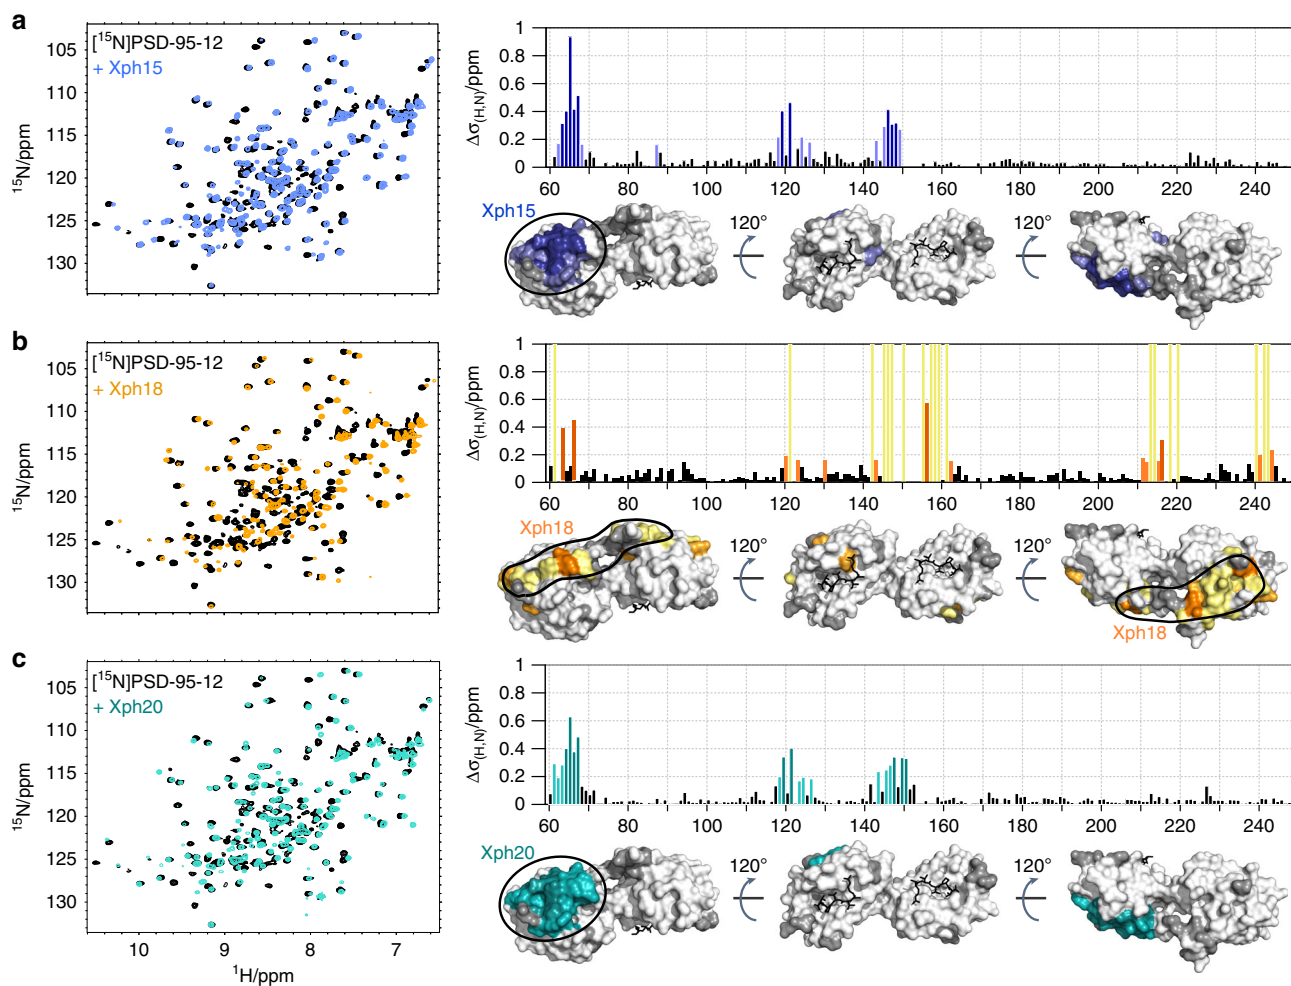 a
[¹⁵N]PSD-95-12
+ Xph15
105
110
115
120
125
130
¹⁵N/ppm
1
0.8
0.6
0.4
0.2
0
Δσ(H,N)/ppm
60 80 100 120 140 160 180 200 220 240
Xph15
120°
120°
b
[¹⁵N]PSD-95-12
+ Xph18
105
110
115
120
125
130
¹⁵N/ppm
1
0.8
0.6
0.4
0.2
0
Δσ(H,N)/ppm
60 80 100 120 140 160 180 200 220 240
Xph18
120°
120°
Xph18
c
[¹⁵N]PSD-95-12
+ Xph20
105
110
115
120
125
130
¹⁵N/ppm
10 9 8 7
¹H/ppm
1
0.8
0.6
0.4
0.2
0
Δσ(H,N)/ppm
60 80 100 120 140 160 180 200 220 240
Xph20
120°
120°